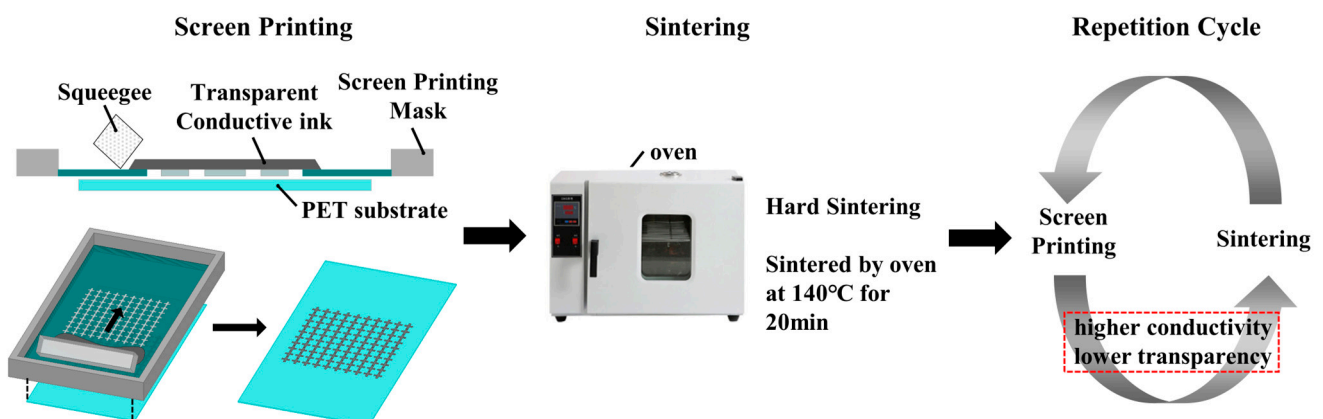 Screen Printing
Sintering
Repetition Cycle
Squeegee
Transparent
Conductive ink
Screen Printing
Mask
PET substrate
oven
Hard Sintering
Sintered by oven
at 140℃ for
20min
Screen
Printing
Sintering
higher conductivity
lower transparency